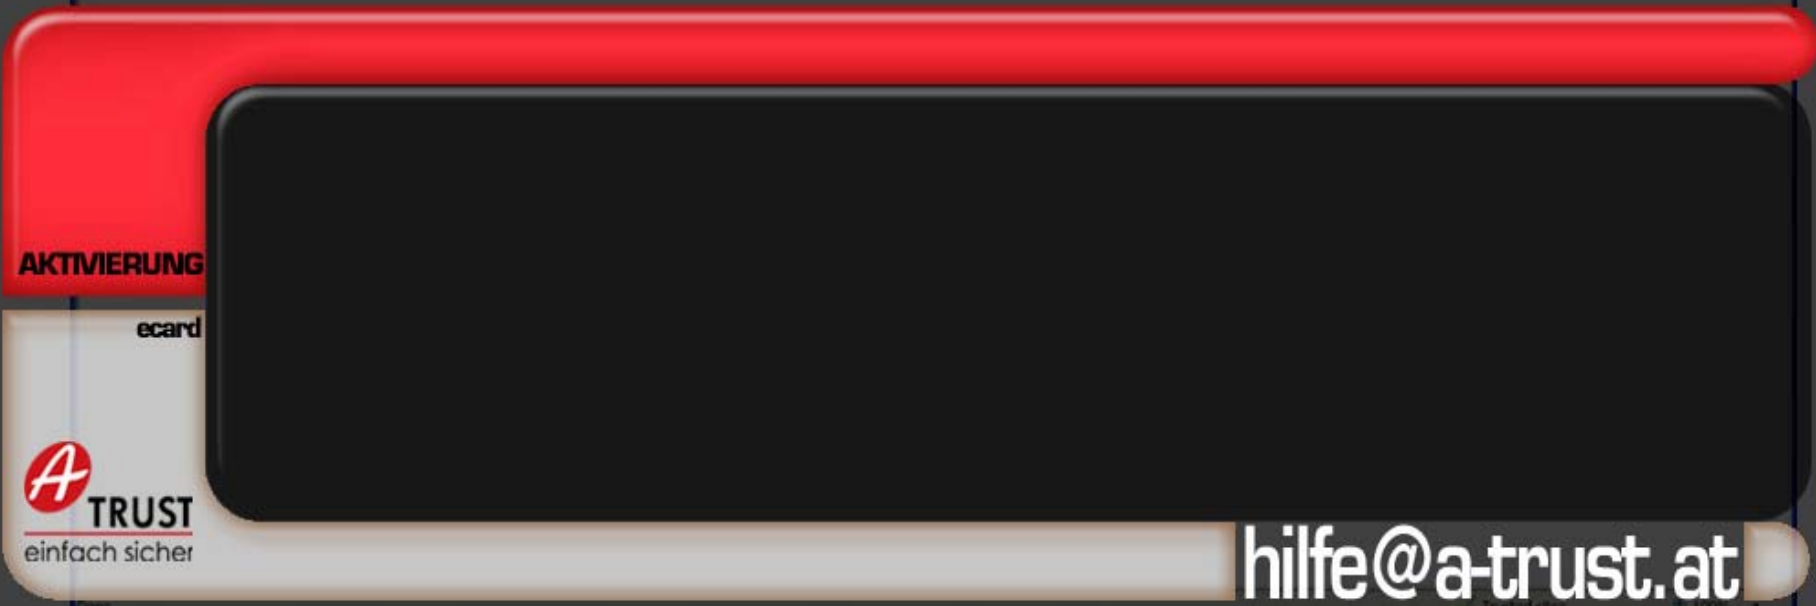 AKTIVIERUNG
ecard
A TRUST
einfach sicher
hilfe@a-trust.at